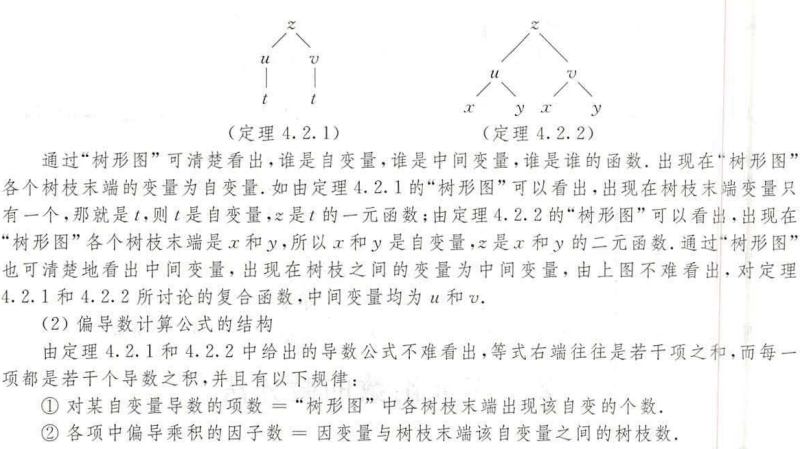 z z
u v u v
t t x y x y
(定理 4.2.1) (定理 4.2.2)
通过“树形图”可清楚看出,谁是自变量,谁是中间变量,谁是谁的函数.出现在“树形图”
各个树枝末端的变量为自变量.如由定理 4.2.1 的“树形图”可以看出,出现在树枝末端变量只
有一个,那就是 t,则 t 是自变量,z 是 t 的一元函数;由定理 4.2.2 的“树形图”可以看出,出现在
“树形图”各个树枝末端是 x 和 y,所以 x 和 y 是自变量,z 是 x 和 y 的二元函数.通过“树形图”
也可清楚地看出中间变量,出现在树枝之间的变量为中间变量,由上图不难看出,对定理
4.2.1 和 4.2.2 所讨论的复合函数,中间变量均为 u 和 v.
(2) 偏导数计算公式的结构
由定理 4.2.1 和 4.2.2 中给出的导数公式不难看出,等式右端往往是若干项之和,而每一
项都是若干个导数之积,并且有以下规律:
① 对某自变量导数的项数 = “树形图”中各树枝末端出现该自变的个数.
② 各项中偏导乘积的因子数 = 因变量与树枝末端该自变量之间的树枝数.